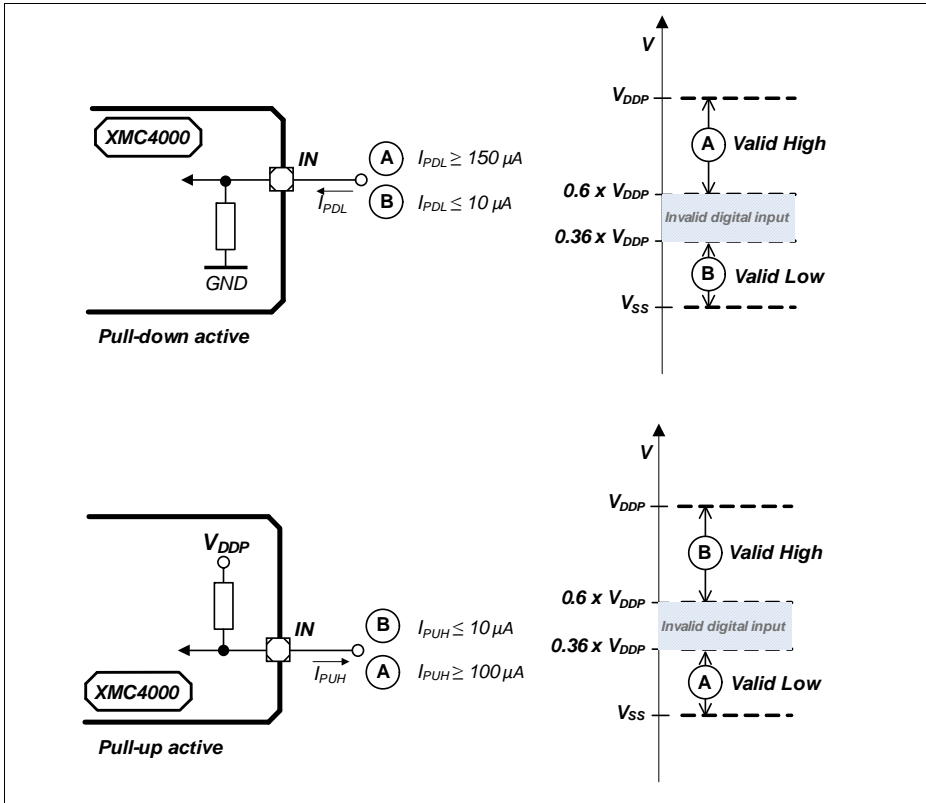 XMC4000
IN
I_PDL
A I_PDL ≥ 150 μA
B I_PDL ≤ 10 μA
GND
Pull-down active
V
V_DDP
A Valid High
0.6 x V_DDP
Invalid digital input
0.36 x V_DDP
B Valid Low
V_SS
V_DDP
IN
I_PUH
B I_PUH ≤ 10 μA
A I_PUH ≥ 100 μA
XMC4000
Pull-up active
V
V_DDP
B Valid High
0.6 x V_DDP
Invalid digital input
0.36 x V_DDP
A Valid Low
V_SS